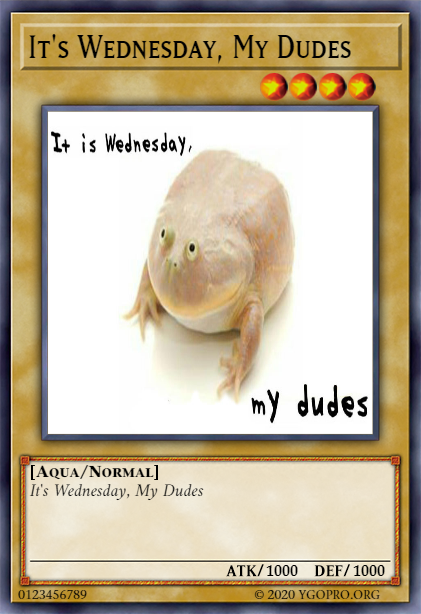 It's Wednesday, My Dudes
It is Wednesday,
my dudes
[Aqua/Normal]
It's Wednesday, My Dudes
ATK/1000 DEF/1000
0123456789 © 2020 YGOPRO.ORG